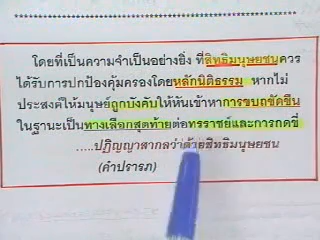 โดยที่เป็นความจำเป็นอย่างยิ่ง ที่สิทธิมนุษยชนควร
ได้รับการปกป้องคุ้มครองโดยหลักนิติธรรม หากไม่
ประสงค์ให้มนุษย์ถูกบังคับให้หันเข้าหาการขบถขัดขืน
ในฐานะเป็นทางเลือกสุดท้ายต่อทรราชย์และการกดขี่
.....ปฏิญญาสากลว่าด้วยสิทธิมนุษยชน
(คำปรารภ)